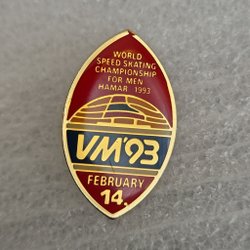 WORLD
SPEED SKATING
CHAMPIONSHIP
FOR MEN
HAMAR 1993
VM'93
FEBRUARY
14.